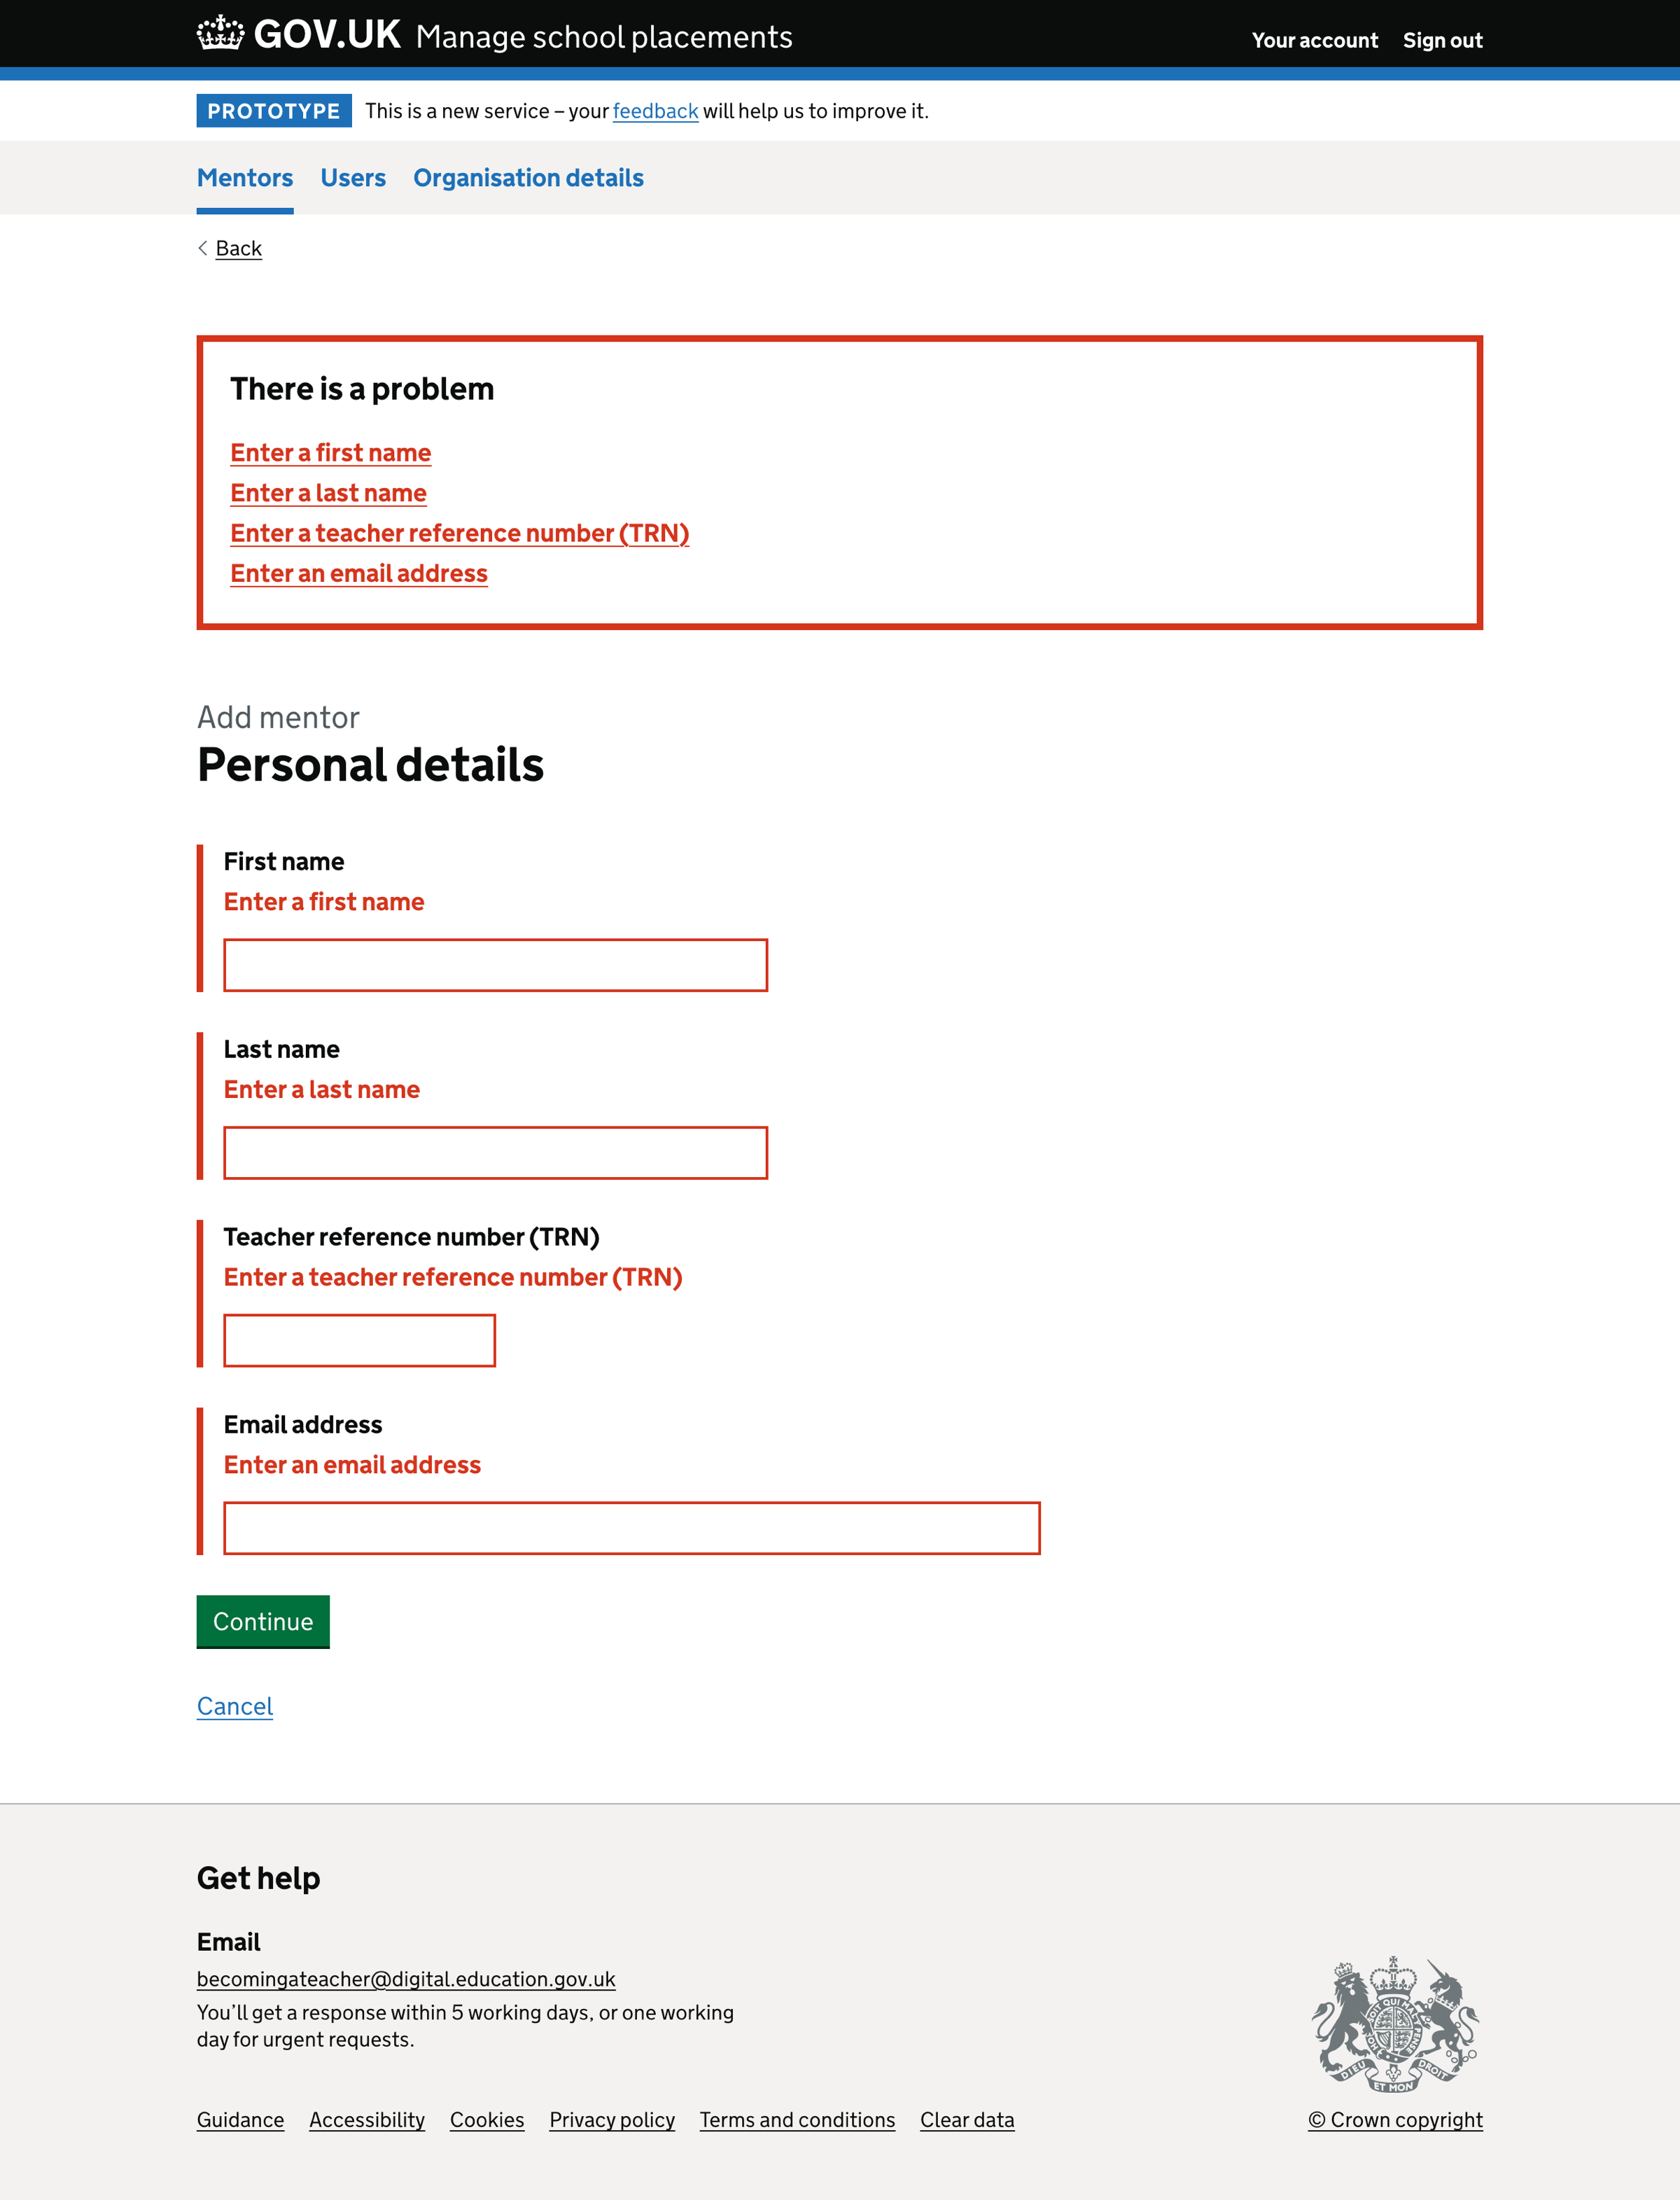 GOV.UK Manage school placements Your account Sign out
PROTOTYPE This is a new service – your feedback will help us to improve it.
Mentors Users Organisation details
Back
There is a problem
Enter a first name
Enter a last name
Enter a teacher reference number (TRN)
Enter an email address
Add mentor
Personal details
First name
Enter a first name
Last name
Enter a last name
Teacher reference number (TRN)
Enter a teacher reference number (TRN)
Email address
Enter an email address
Continue
Cancel
Get help
Email
becomingateacher@digital.education.gov.uk
You’ll get a response within 5 working days, or one working
day for urgent requests.
DIEU ET MON DROIT
Guidance Accessibility Cookies Privacy policy Terms and conditions Clear data © Crown copyright